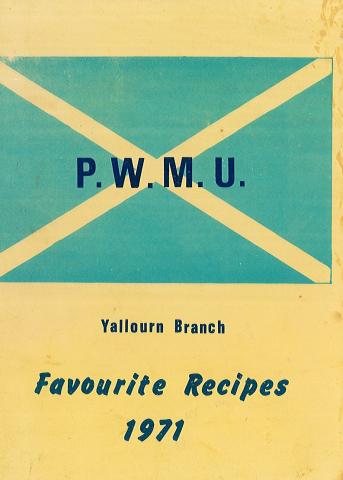 P.W.M.U.
Yallourn Branch
Favourite Recipes
1971